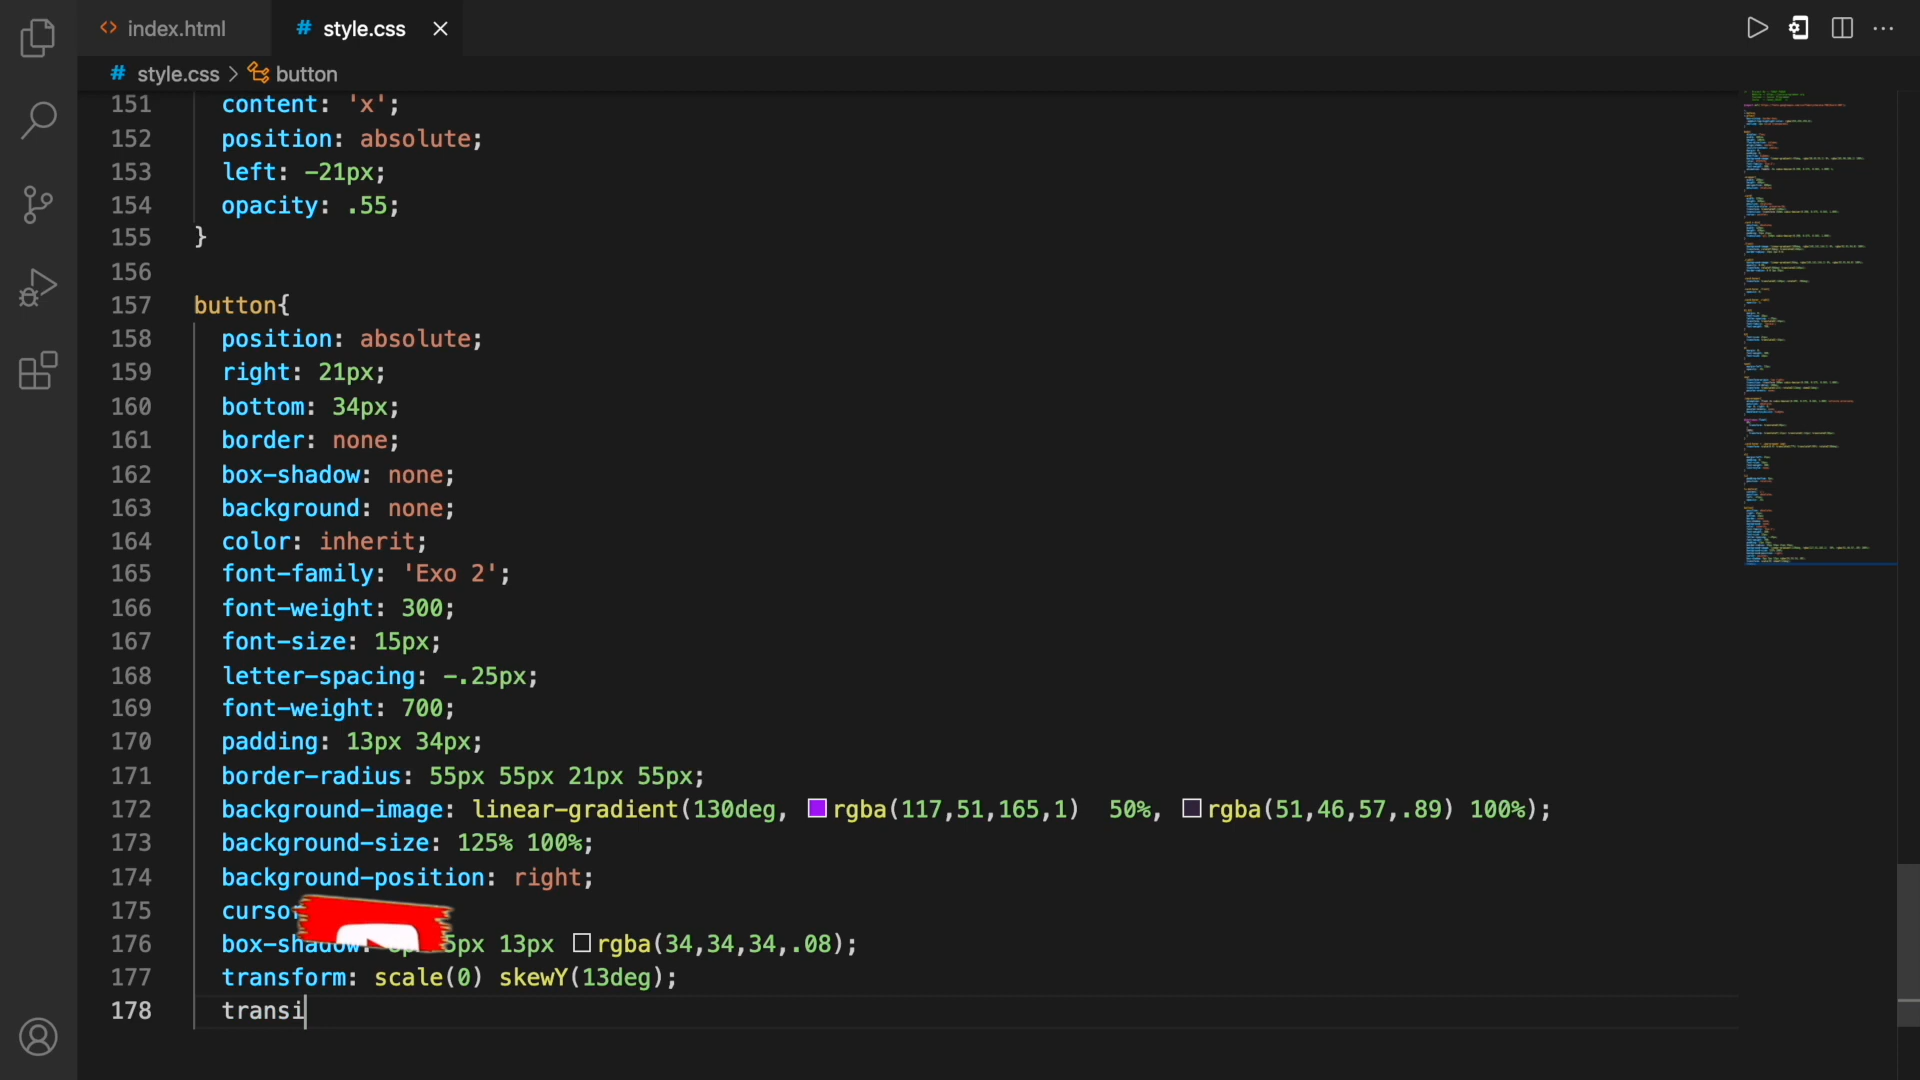 index.html
style.css
style.css > button
151 content: 'x';
152 position: absolute;
153 left: -21px;
154 opacity: .55;
155 }
156
157 button{
158 position: absolute;
159 right: 21px;
160 bottom: 34px;
161 border: none;
162 box-shadow: none;
163 background: none;
164 color: inherit;
165 font-family: 'Exo 2';
166 font-weight: 300;
167 font-size: 15px;
168 letter-spacing: -.25px;
169 font-weight: 700;
170 padding: 13px 34px;
171 border-radius: 55px 55px 21px 55px;
172 background-image: linear-gradient(130deg, rgba(117,51,165,1)  50%, rgba(51,46,57,.89) 100%);
173 background-size: 125% 100%;
174 background-position: right;
175
176 box-shadow: 13px rgba(34,34,34,.08);
177 transform: scale(0) skewY(13deg);
178 transi